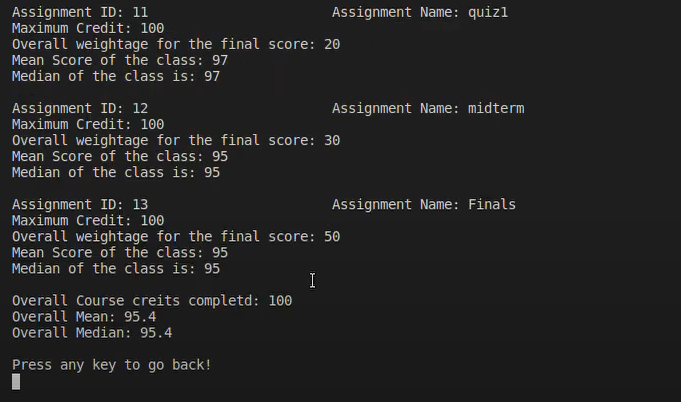 Assignment ID: 11 Assignment Name: quiz1
Maximum Credit: 100
Overall weightage for the final score: 20
Mean Score of the class: 97
Median of the class is: 97
Assignment ID: 12 Assignment Name: midterm
Maximum Credit: 100
Overall weightage for the final score: 30
Mean Score of the class: 95
Median of the class is: 95
Assignment ID: 13 Assignment Name: Finals
Maximum Credit: 100
Overall weightage for the final score: 50
Mean Score of the class: 95
Median of the class is: 95
Overall Course creits completd: 100
Overall Mean: 95.4
Overall Median: 95.4
Press any key to go back!